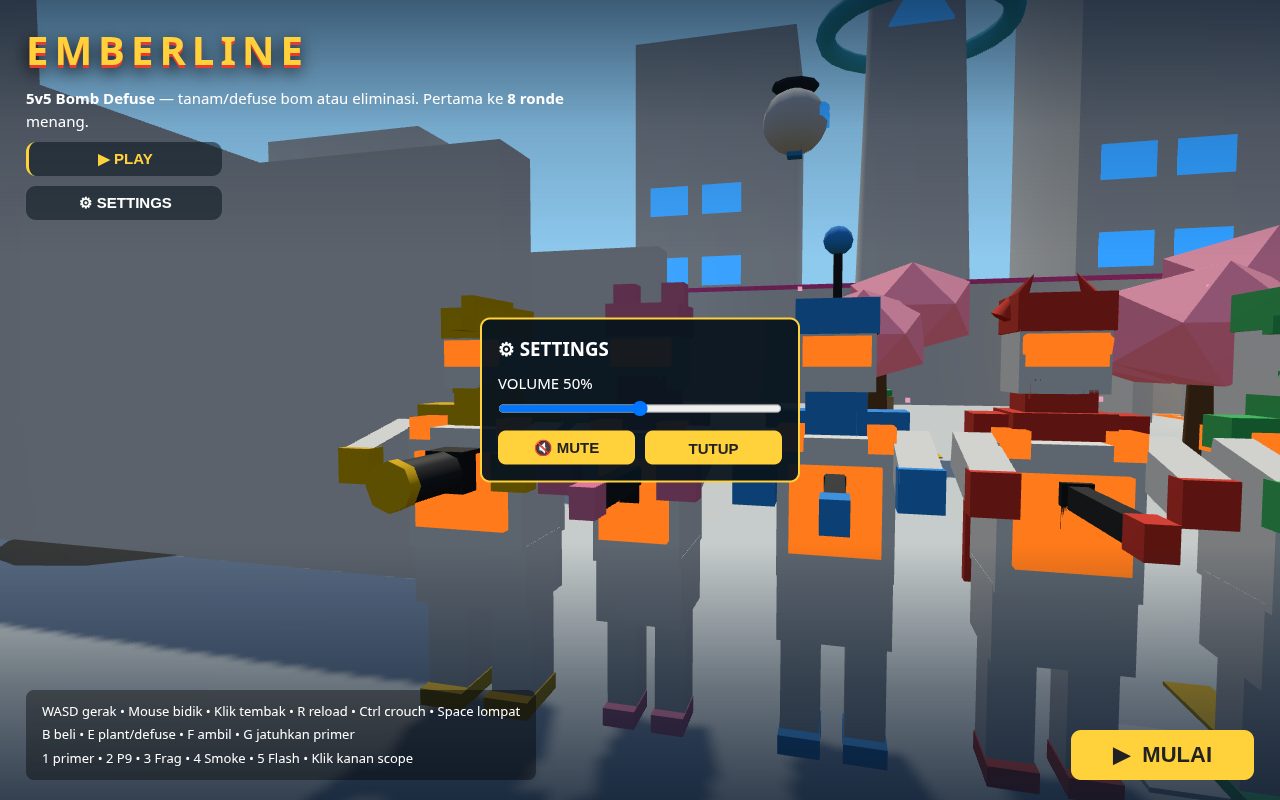 EMBERLINE
5v5 Bomb Defuse — tanam/defuse bom atau eliminasi. Pertama ke 8 ronde
menang.
▶ PLAY
⚙ SETTINGS
⚙ SETTINGS
VOLUME 50%
🔇 MUTE
TUTUP
WASD gerak • Mouse bidik • Klik tembak • R reload • Ctrl crouch • Space lompat
B beli • E plant/defuse • F ambil • G jatuhkan primer
1 primer • 2 P9 • 3 Frag • 4 Smoke • 5 Flash • Klik kanan scope
▶ MULAI